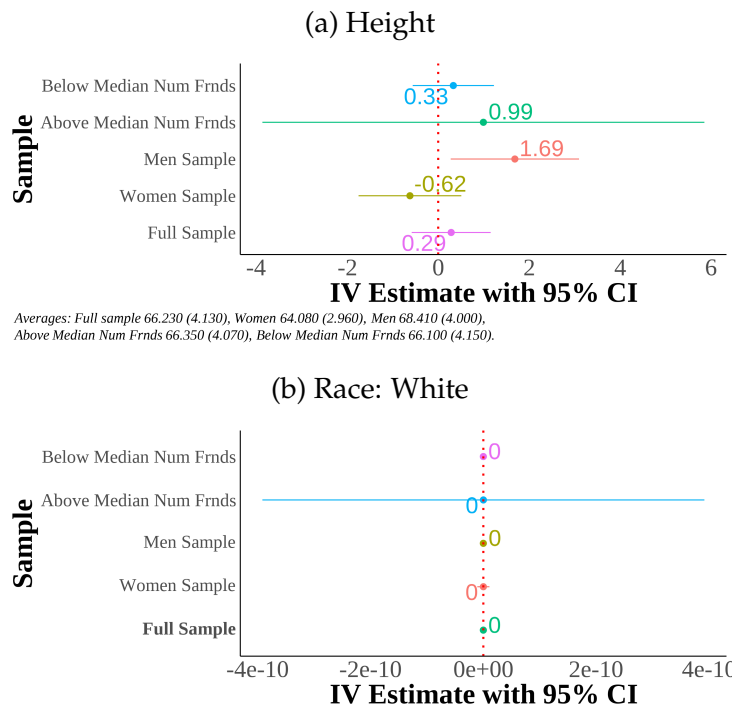 (a) Height
Sample
Below Median Num Frnds
0.33
Above Median Num Frnds
0.99
Men Sample
1.69
Women Sample
-0.62
Full Sample
0.29
-4 -2 0 2 4 6
IV Estimate with 95% CI
Averages: Full sample 66.230 (4.130), Women 64.080 (2.960), Men 68.410 (4.000),
Above Median Num Frnds 66.350 (4.070), Below Median Num Frnds 66.100 (4.150).
(b) Race: White
Sample
Below Median Num Frnds
0
Above Median Num Frnds
0
Men Sample
0
Women Sample
0
Full Sample
0
-4e-10 -2e-10 0e+00 2e-10 4e-10
IV Estimate with 95% CI